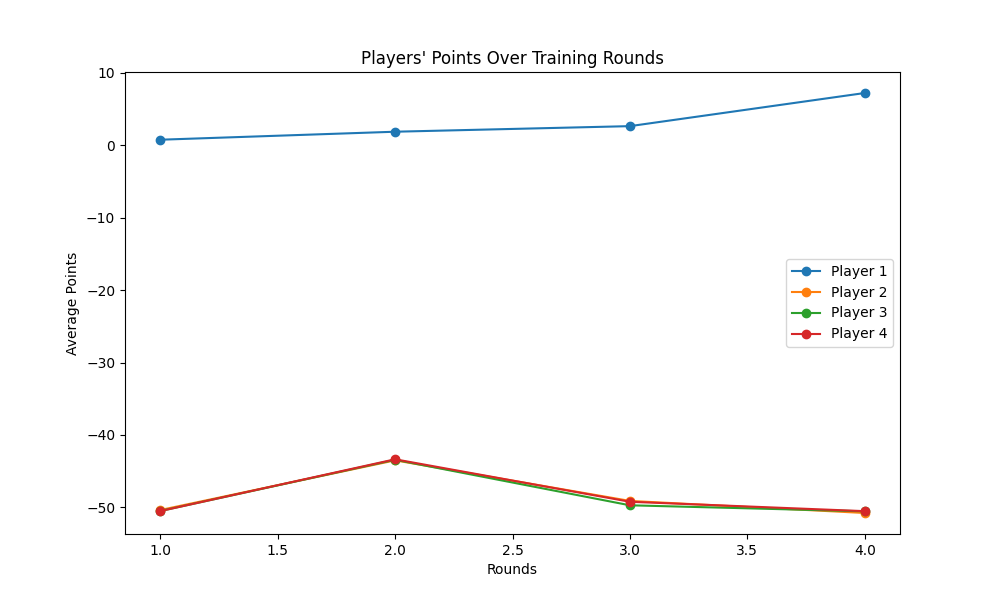 Players' Points Over Training Rounds
Average Points
10
0
−10
−20
−30
−40
−50
Player 1
Player 2
Player 3
Player 4
1.0
1.5
2.0
2.5
3.0
3.5
4.0
Rounds